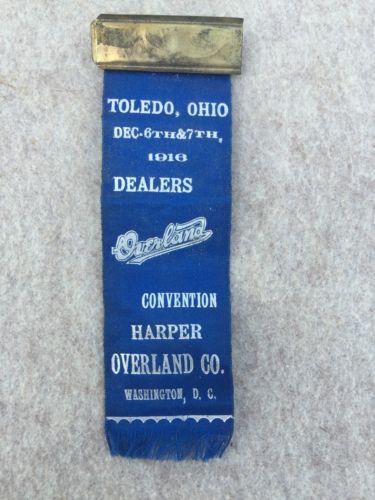 TOLEDO, OHIO
DEC. 6TH & 7TH,
1916
DEALERS
Overland
CONVENTION
HARPER
OVERLAND CO.
WASHINGTON, D. C.